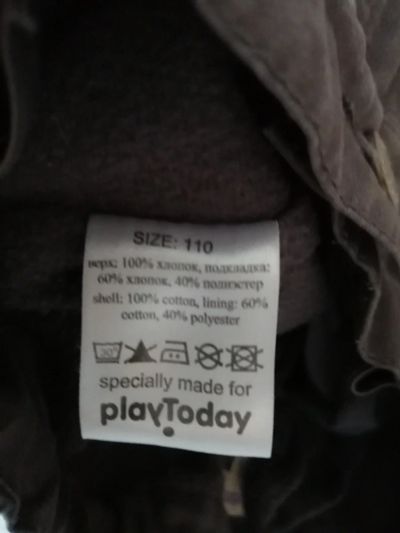 SIZE: 110
верх: 100% хлопок, подкладка:
60% хлопок, 40% полиэстер
shell: 100% cotton, lining: 60%
cotton, 40% polyester
30°
specially made for
playToday